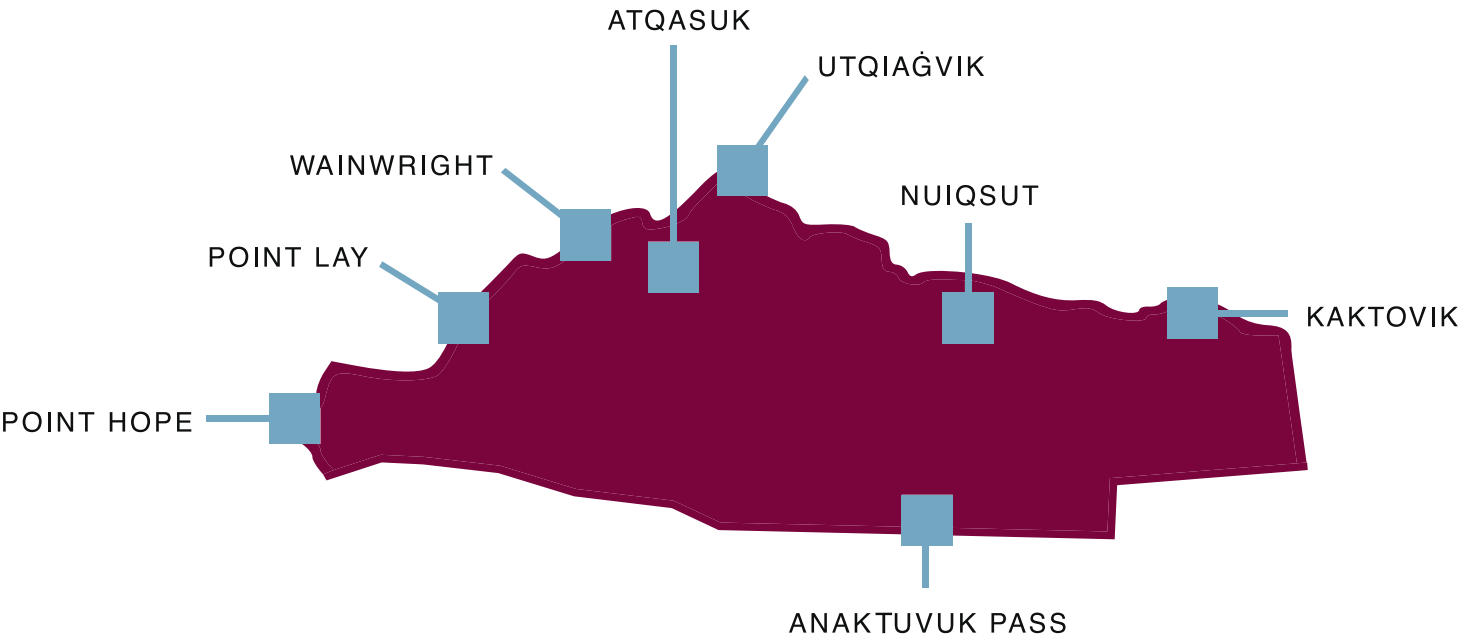 ATQASUK
UTQIAĠVIK
WAINWRIGHT
NUIQSUT
POINT LAY
KAKTOVIK
POINT HOPE
ANAKTUVUK PASS